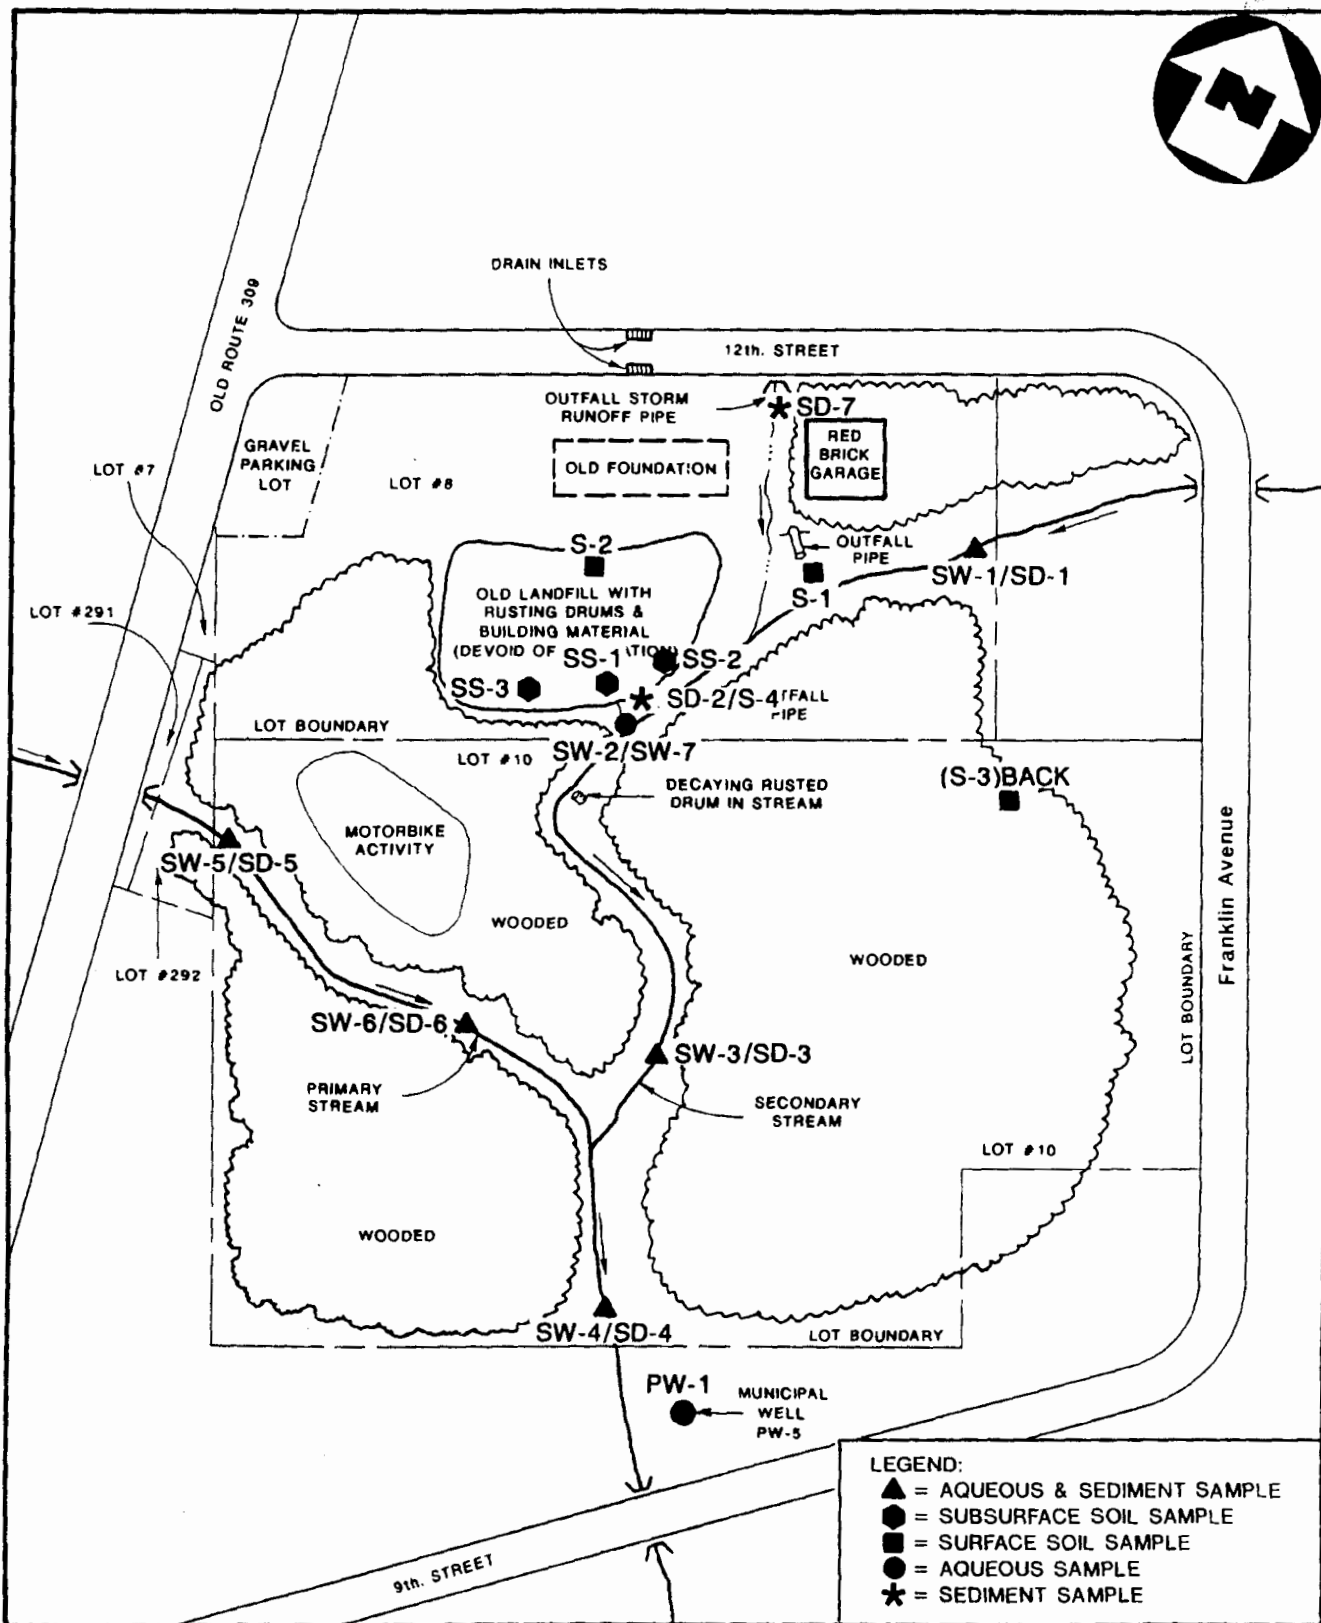 N
DRAIN INLETS
OLD ROUTE 309
12th. STREET
OUTFALL STORM
RUNOFF PIPE
SD-7
GRAVEL
PARKING
LOT
LOT #7
LOT #8
OLD FOUNDATION
RED
BRICK
GARAGE
S-2
OUTFALL
PIPE
SW-1/SD-1
S-1
LOT #291
OLD LANDFILL WITH
RUSTING DRUMS &
BUILDING MATERIAL
(DEVOID OF
SS-1
SS-2
SS-3
SD-2/S-4
LOT BOUNDARY
LOT #10
SW-2/SW-7
(S-3)BACK
DECAYING RUSTED
DRUM IN STREAM
MOTORBIKE
ACTIVITY
SW-5/SD-5
WOODED
WOODED
Franklin Avenue
LOT BOUNDARY
LOT #292
SW-6/SD-6
SW-3/SD-3
PRIMARY
STREAM
SECONDARY
STREAM
LOT #10
WOODED
SW-4/SD-4
LOT BOUNDARY
PW-1
MUNICIPAL
WELL
PW-5
9th. STREET
LEGEND:
= AQUEOUS & SEDIMENT SAMPLE
= SUBSURFACE SOIL SAMPLE
= SURFACE SOIL SAMPLE
= AQUEOUS SAMPLE
= SEDIMENT SAMPLE